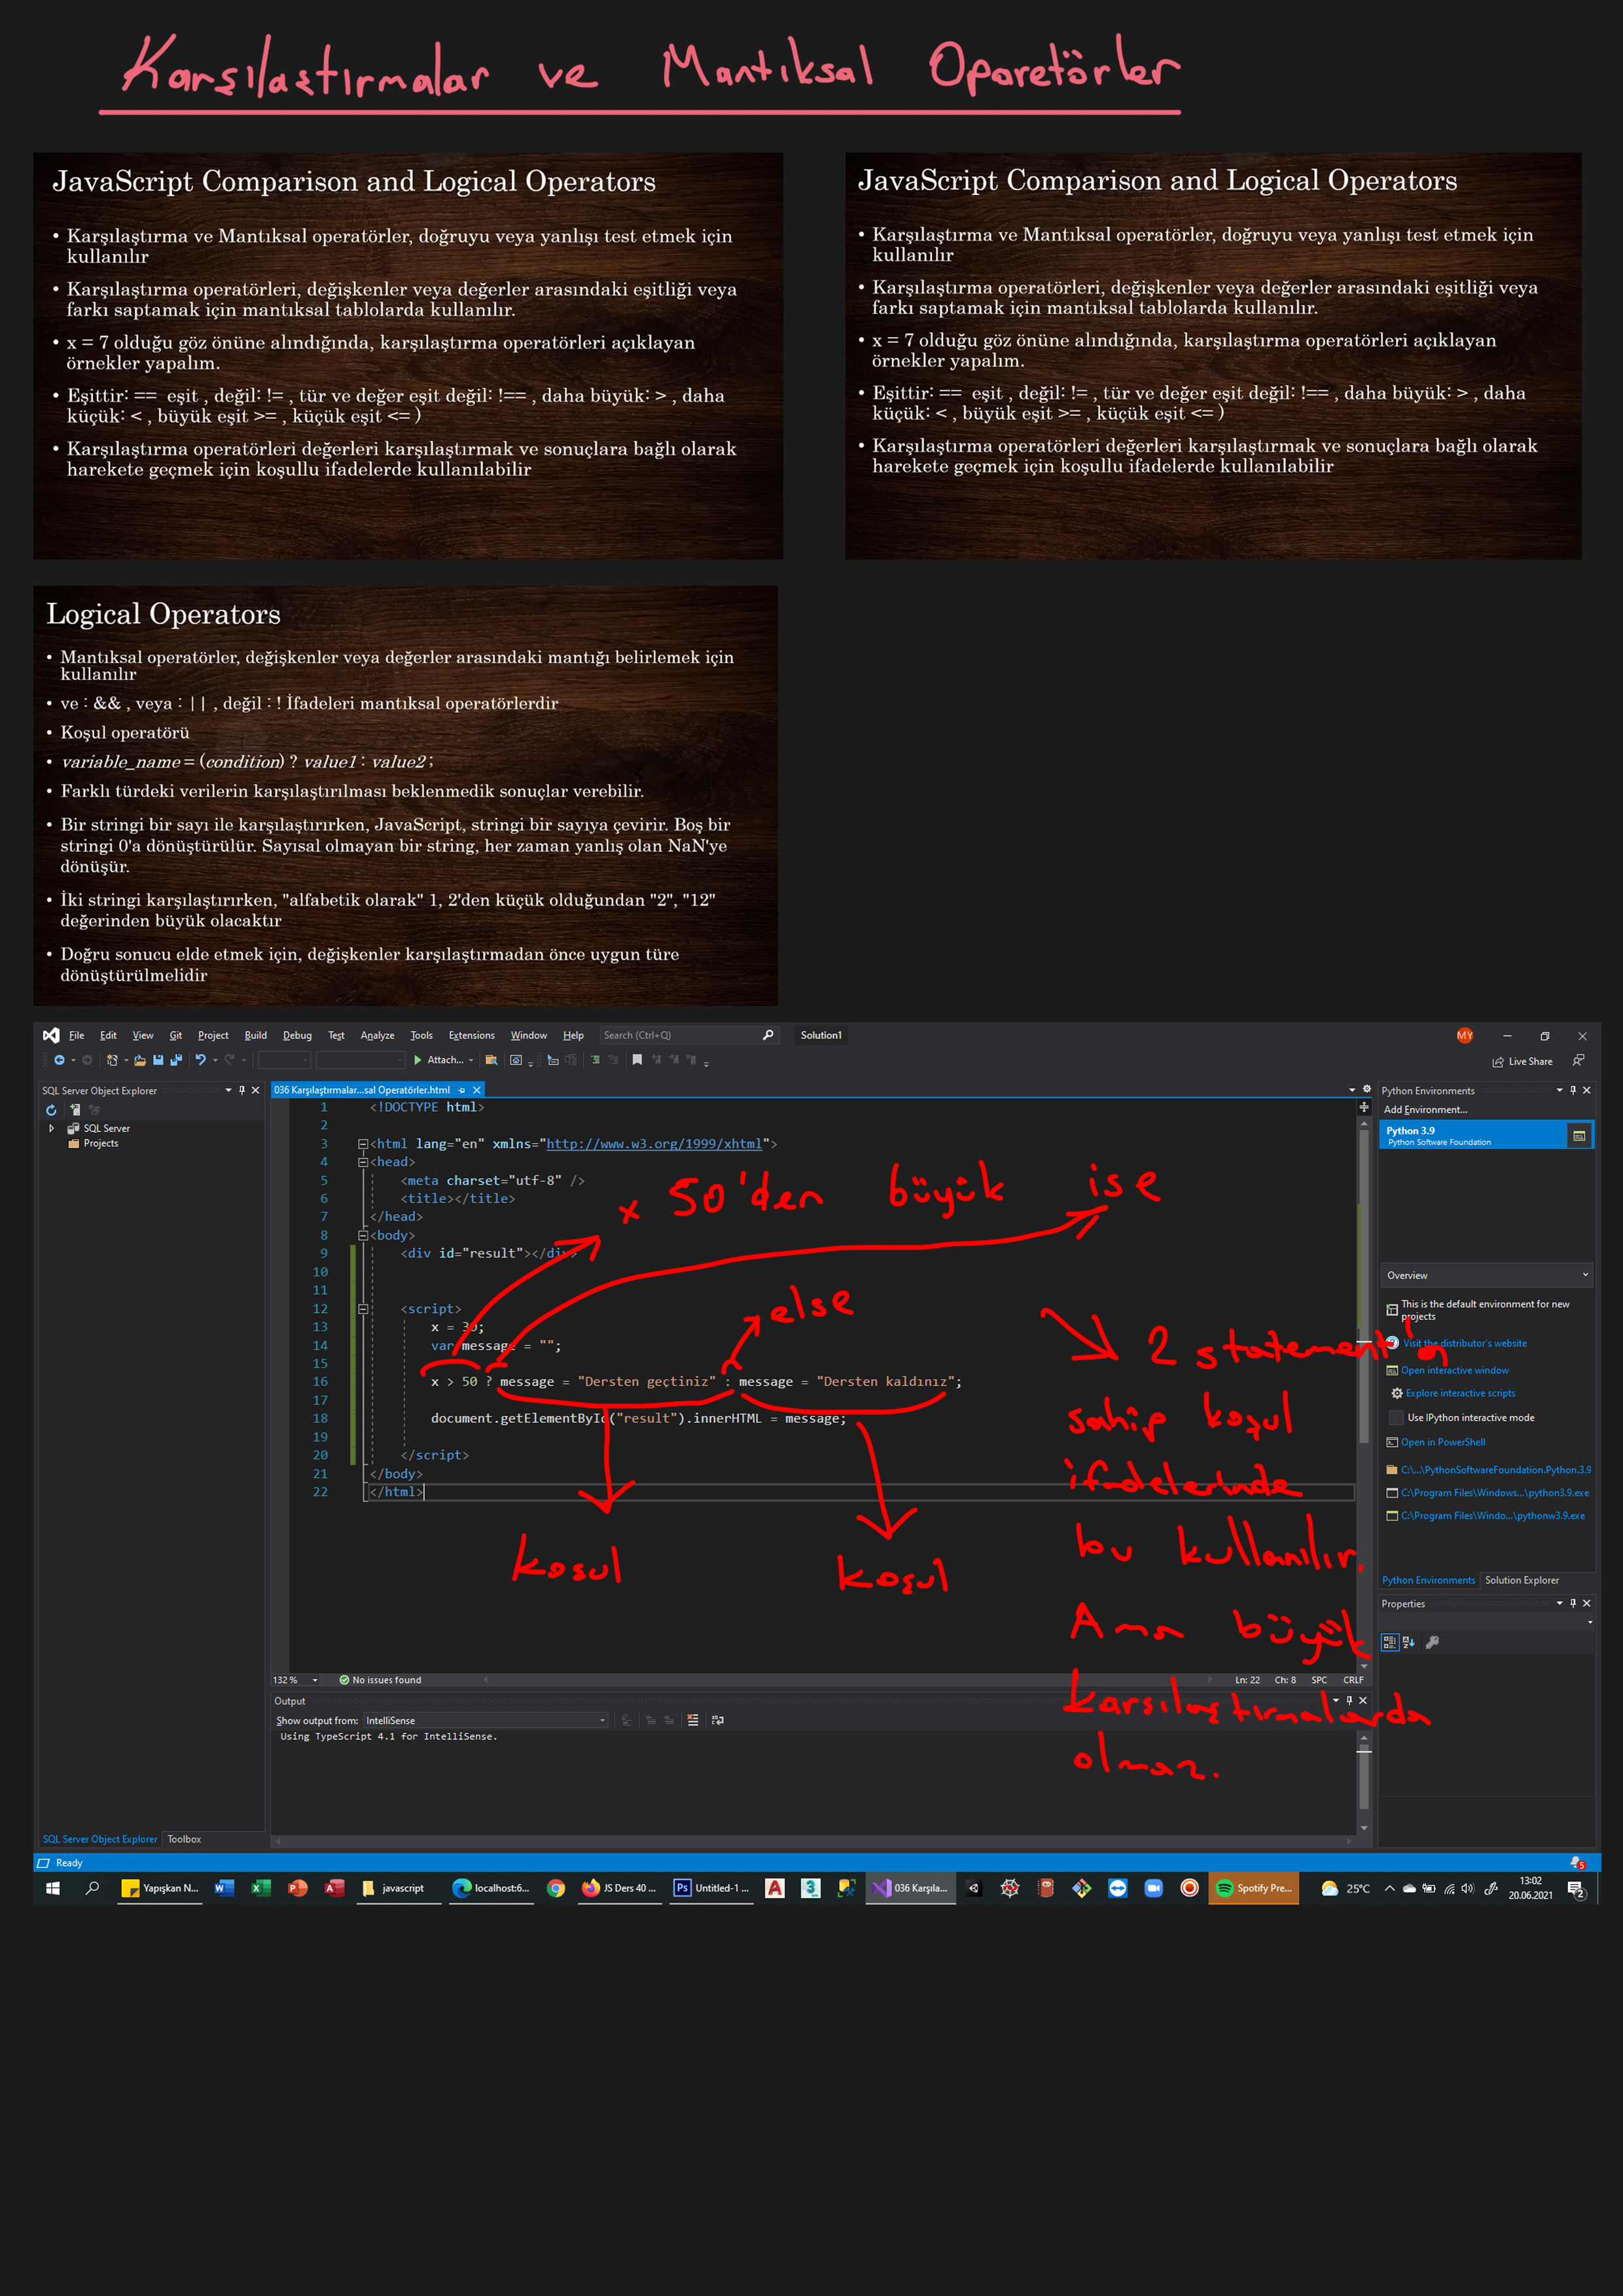 Karşılaştırmalar ve Mantıksal Oparetörler
JavaScript Comparison and Logical Operators
• Karşılaştırma ve Mantıksal operatörler, doğruyu veya yanlışı test etmek için
kullanılır
• Karşılaştırma operatörleri, değişkenler veya değerler arasındaki eşitliği veya
farkı saptamak için mantıksal tablolarda kullanılır.
• x = 7 olduğu göz önüne alındığında, karşılaştırma operatörleri açıklayan
örnekler yapalım.
• Eşittir: == eşit , değil: != , tür ve değer eşit değil: !== , daha büyük: > , daha
küçük: < , büyük eşit >= , küçük eşit <= )
• Karşılaştırma operatörleri değerleri karşılaştırmak ve sonuçlara bağlı olarak
harekete geçmek için koşullu ifadelerde kullanılabilir
JavaScript Comparison and Logical Operators
• Karşılaştırma ve Mantıksal operatörler, doğruyu veya yanlışı test etmek için
kullanılır
• Karşılaştırma operatörleri, değişkenler veya değerler arasındaki eşitliği veya
farkı saptamak için mantıksal tablolarda kullanılır.
• x = 7 olduğu göz önüne alındığında, karşılaştırma operatörleri açıklayan
örnekler yapalım.
• Eşittir: == eşit , değil: != , tür ve değer eşit değil: !== , daha büyük: > , daha
küçük: < , büyük eşit >= , küçük eşit <= )
• Karşılaştırma operatörleri değerleri karşılaştırmak ve sonuçlara bağlı olarak
harekete geçmek için koşullu ifadelerde kullanılabilir
Logical Operators
• Mantıksal operatörler, değişkenler veya değerler arasındaki mantığı belirlemek için
kullanılır
• ve : && , veya : || , değil : ! İfadeleri mantıksal operatörlerdir
• Koşul operatörü
• variable_name = (condition) ? value1 : value2 ;
• Farklı türdeki verilerin karşılaştırılması beklenmedik sonuçlar verebilir.
• Bir stringi bir sayı ile karşılaştırırken, JavaScript, stringi bir sayıya çevirir. Boş bir
stringi 0'a dönüştürülür. Sayısal olmayan bir string, her zaman yanlış olan NaN'ye
dönüşür.
• İki stringi karşılaştırırken, "alfabetik olarak" 1, 2'den küçük olduğundan "2", "12"
değerinden büyük olacaktır
• Doğru sonucu elde etmek için, değişkenler karşılaştırmadan önce uygun türe
dönüştürülmelidir
File Edit View Git Project Build Debug Test Analyze Tools Extensions Window Help Search (Ctrl+Q) Solution1 MY
Attach... Live Share
SQL Server Object Explorer
SQL Server
Projects
036 Karşılaştırmalar...sal Operatörler.html
1 <!DOCTYPE html>
2
3 <html lang="en" xmlns="http://www.w3.org/1999/xhtml">
4 <head>
5 <meta charset="utf-8" />
6 <title></title>
7 </head>
8 <body>
9 <div id="result"></div>
10
11
12 <script>
13 x = 30;
14 var message = "";
15
16 x > 50 ? message = "Dersten geçtiniz" : message = "Dersten kaldınız";
17
18 document.getElementById("result").innerHTML = message;
19
20 </script>
21 </body>
22 </html>
x 50'den büyük ise
else
koşul
koşul
2 statement'a
sahip koşul
ifadelerinde
bu kullanılır.
Ama büyük
karşılaştırmalarda
olmaz.
132 % No issues found Ln: 22 Ch: 8 SPC CRLF
Output
Show output from: IntelliSense
Using TypeScript 4.1 for IntelliSense.
Python Environments
Add Environment...
Python 3.9
Python Software Foundation
Overview
This is the default environment for new
projects
Visit the distributor's website
Open interactive window
Explore interactive scripts
Use IPython interactive mode
Open in PowerShell
C:\...\PythonSoftwareFoundation.Python.3.9
C:\Program Files\Windows...\python3.9.exe
C:\Program Files\Windo...\pythonw3.9.exe
Python Environments Solution Explorer
Properties
SQL Server Object Explorer Toolbox
Ready 5
Yapışkan N... javascript localhost:6... JS Ders 40 ... Ps Untitled-1 ... 036 Karşıla... Spotify Pre... 25°C 13:02
20.06.2021 2